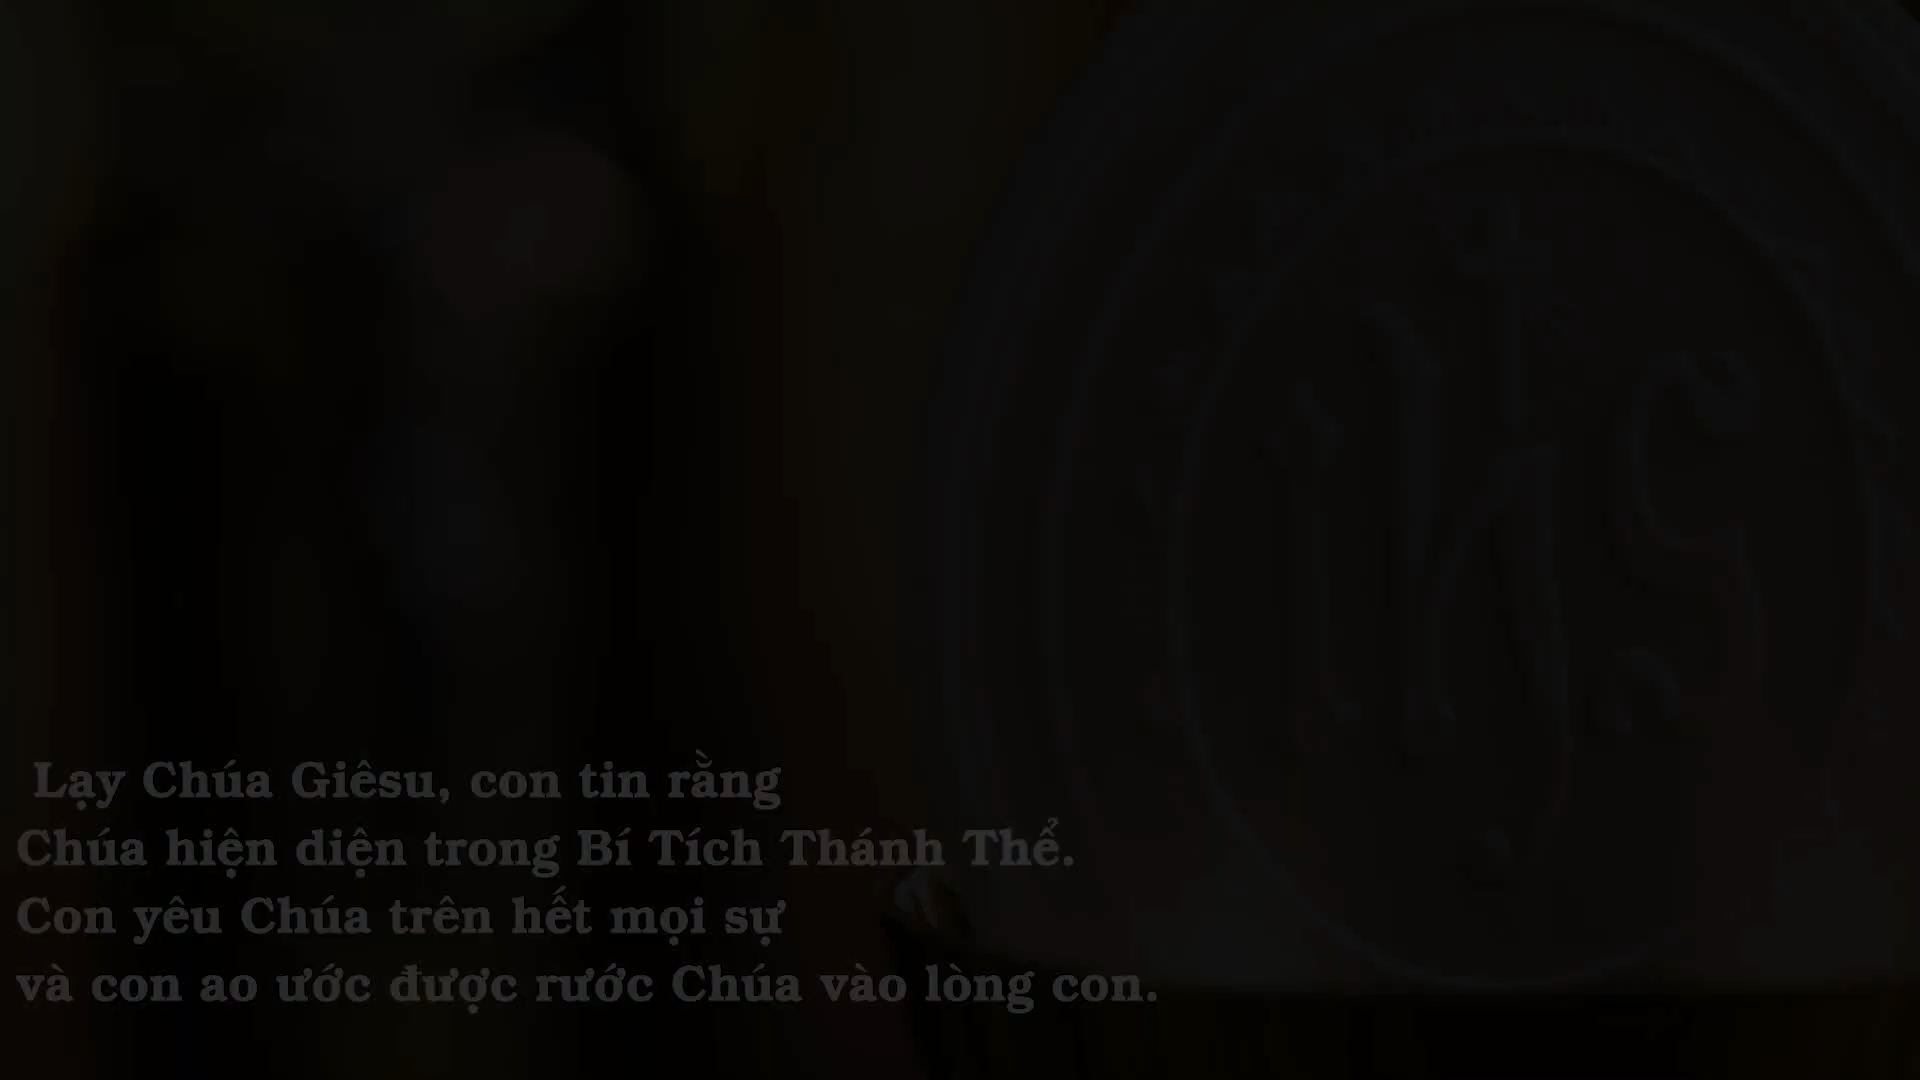 Lạy Chúa Giêsu, con tin rằng
Chúa hiện diện trong Bí Tích Thánh Thể.
Con yêu Chúa trên hết mọi sự
và con ao ước được rước Chúa vào lòng con.